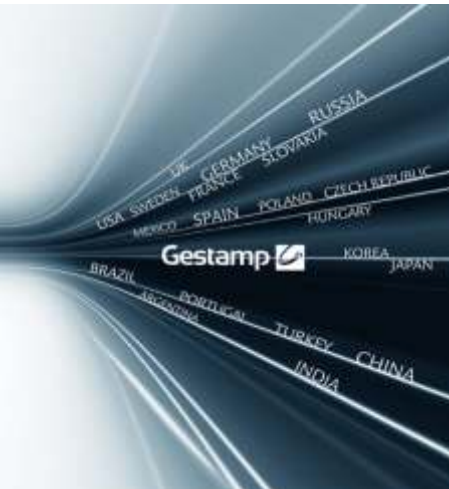 RUSSIA
UK
GERMANY
SLOVAKIA
FRANCE
USA
SWEDEN
CZECH REPUBLIC
POLAND
MEXICO
SPAIN
HUNGARY
Gestamp
KOREA
JAPAN
BRAZIL
ARGENTINA
PORTUGAL
TURKEY
CHINA
INDIA